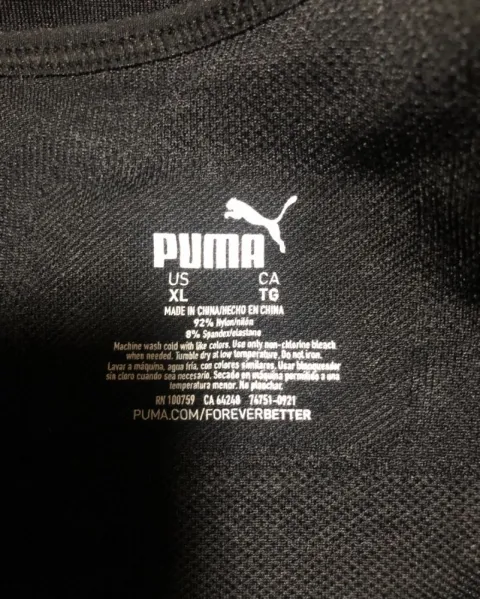 PUMA
US CA
XL TG
MADE IN CHINA/HECHO EN CHINA
92% Nylon/nilón
8% Spandex/elastano
Machine wash cold with like colors. Use only non-chlorine bleach
when needed. Tumble dry at low temperature. Do not iron.
Lavar a máquina, agua fría, con colores similares. Usar blanqueador
sin cloro cuando sea necesario. Secado en máquina permitido a una
temperatura menor. No planchar.
RN 100759 CA 64248 74751-0921
PUMA.COM/FOREVERBETTER